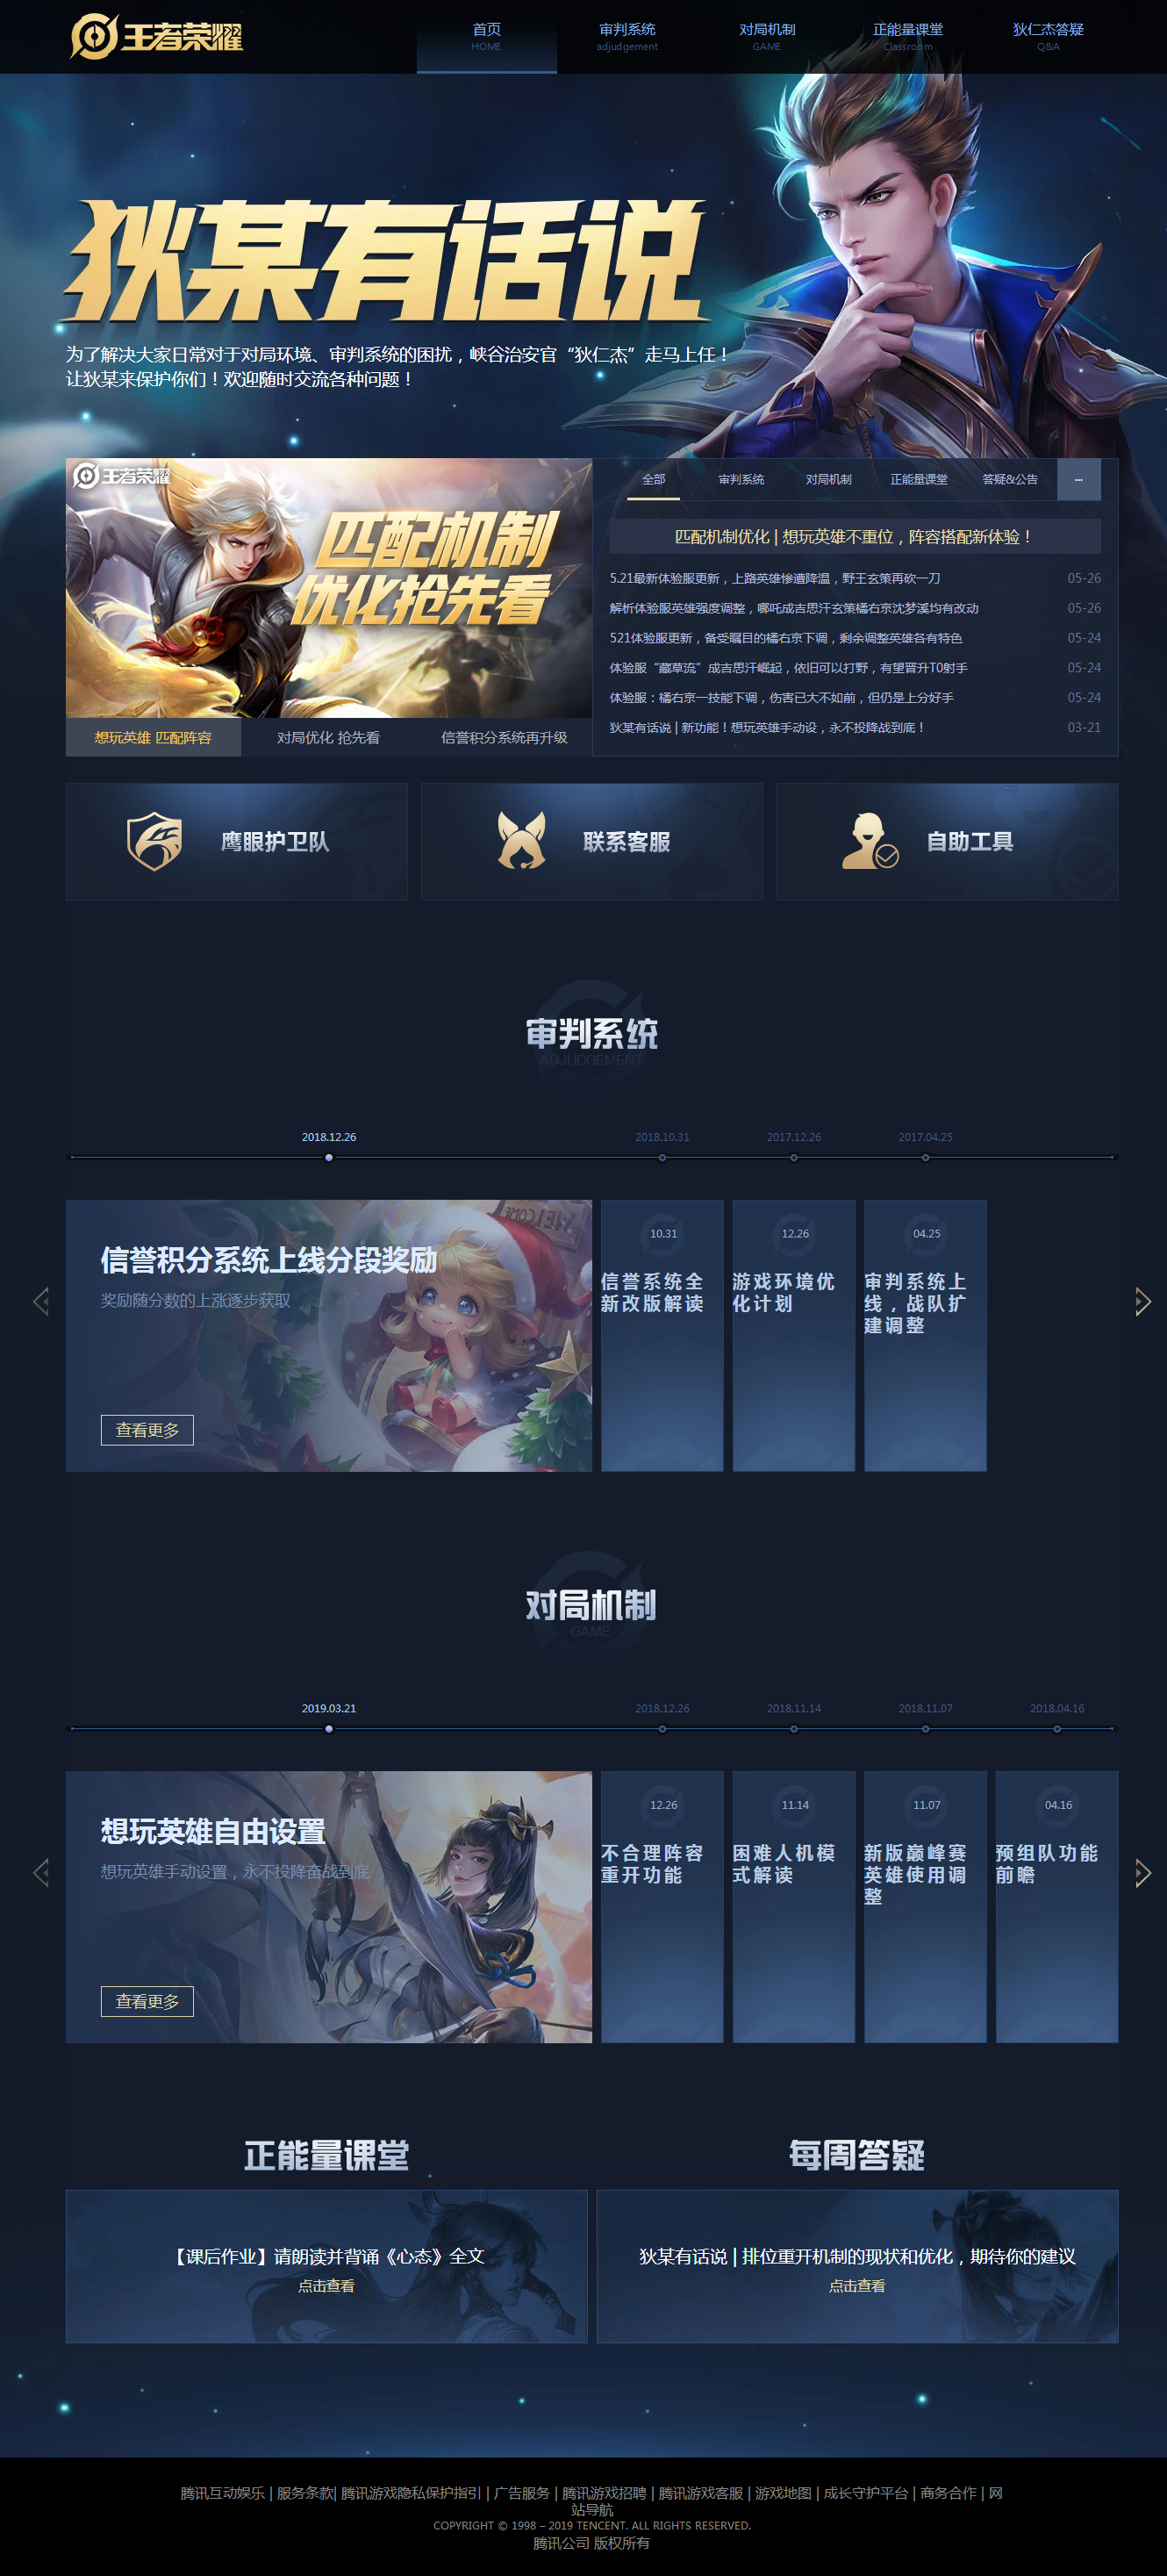 王者荣耀
首页
HOME
审判系统
adjudgement
对局机制
GAME
正能量课堂
Classroom
狄仁杰答疑
Q&A
狄某有话说
为了解决大家日常对于对局环境、审判系统的困扰，峡谷治安官“狄仁杰”走马上任！
让狄某来保护你们！欢迎随时交流各种问题！
王者荣耀
匹配机制
优化抢先看
想玩英雄 匹配阵容
对局优化 抢先看
信誉积分系统再升级
全部
审判系统
对局机制
正能量课堂
答疑&公告
...
匹配机制优化 | 想玩英雄不重位，阵容搭配新体验！
5.21最新体验服更新，上路英雄惨遭降温，野王玄策再砍一刀 05-26
解析体验服英雄强度调整，哪吒成吉思汗玄策橘右京沈梦溪均有改动 05-26
521体验服更新，备受瞩目的橘右京下调，剩余调整英雄各有特色 05-24
体验服“藏草流”成吉思汗崛起，依旧可以打野，有望晋升T0射手 05-24
体验服：橘右京一技能下调，伤害已大不如前，但仍是上分好手 05-24
狄某有话说 | 新功能！想玩英雄手动设，永不投降战到底！ 03-21
鹰眼护卫队
联系客服
自助工具
审判系统
ADJUDGEMENT
2018.12.26
2018.10.31
2017.12.26
2017.04.25
WELCOME
信誉积分系统上线分段奖励
奖励随分数的上涨逐步获取
查看更多
10.31
信誉系统全
新改版解读
12.26
游戏环境优
化计划
04.25
审判系统上
线，战队扩
建调整
对局机制
GAME
2019.03.21
2018.12.26
2018.11.14
2018.11.07
2018.04.16
想玩英雄自由设置
想玩英雄手动设置，永不投降奋战到底
查看更多
12.26
不合理阵容
重开功能
11.14
困难人机模
式解读
11.07
新版巅峰赛
英雄使用调
整
04.16
预组队功能
前瞻
正能量课堂
每周答疑
【课后作业】请朗读并背诵《心态》全文
点击查看
狄某有话说 | 排位重开机制的现状和优化，期待你的建议
点击查看
腾讯互动娱乐 | 服务条款| 腾讯游戏隐私保护指引 | 广告服务 | 腾讯游戏招聘 | 腾讯游戏客服 | 游戏地图 | 成长守护平台 | 商务合作 | 网
站导航
COPYRIGHT © 1998 – 2019 TENCENT. ALL RIGHTS RESERVED.
腾讯公司 版权所有